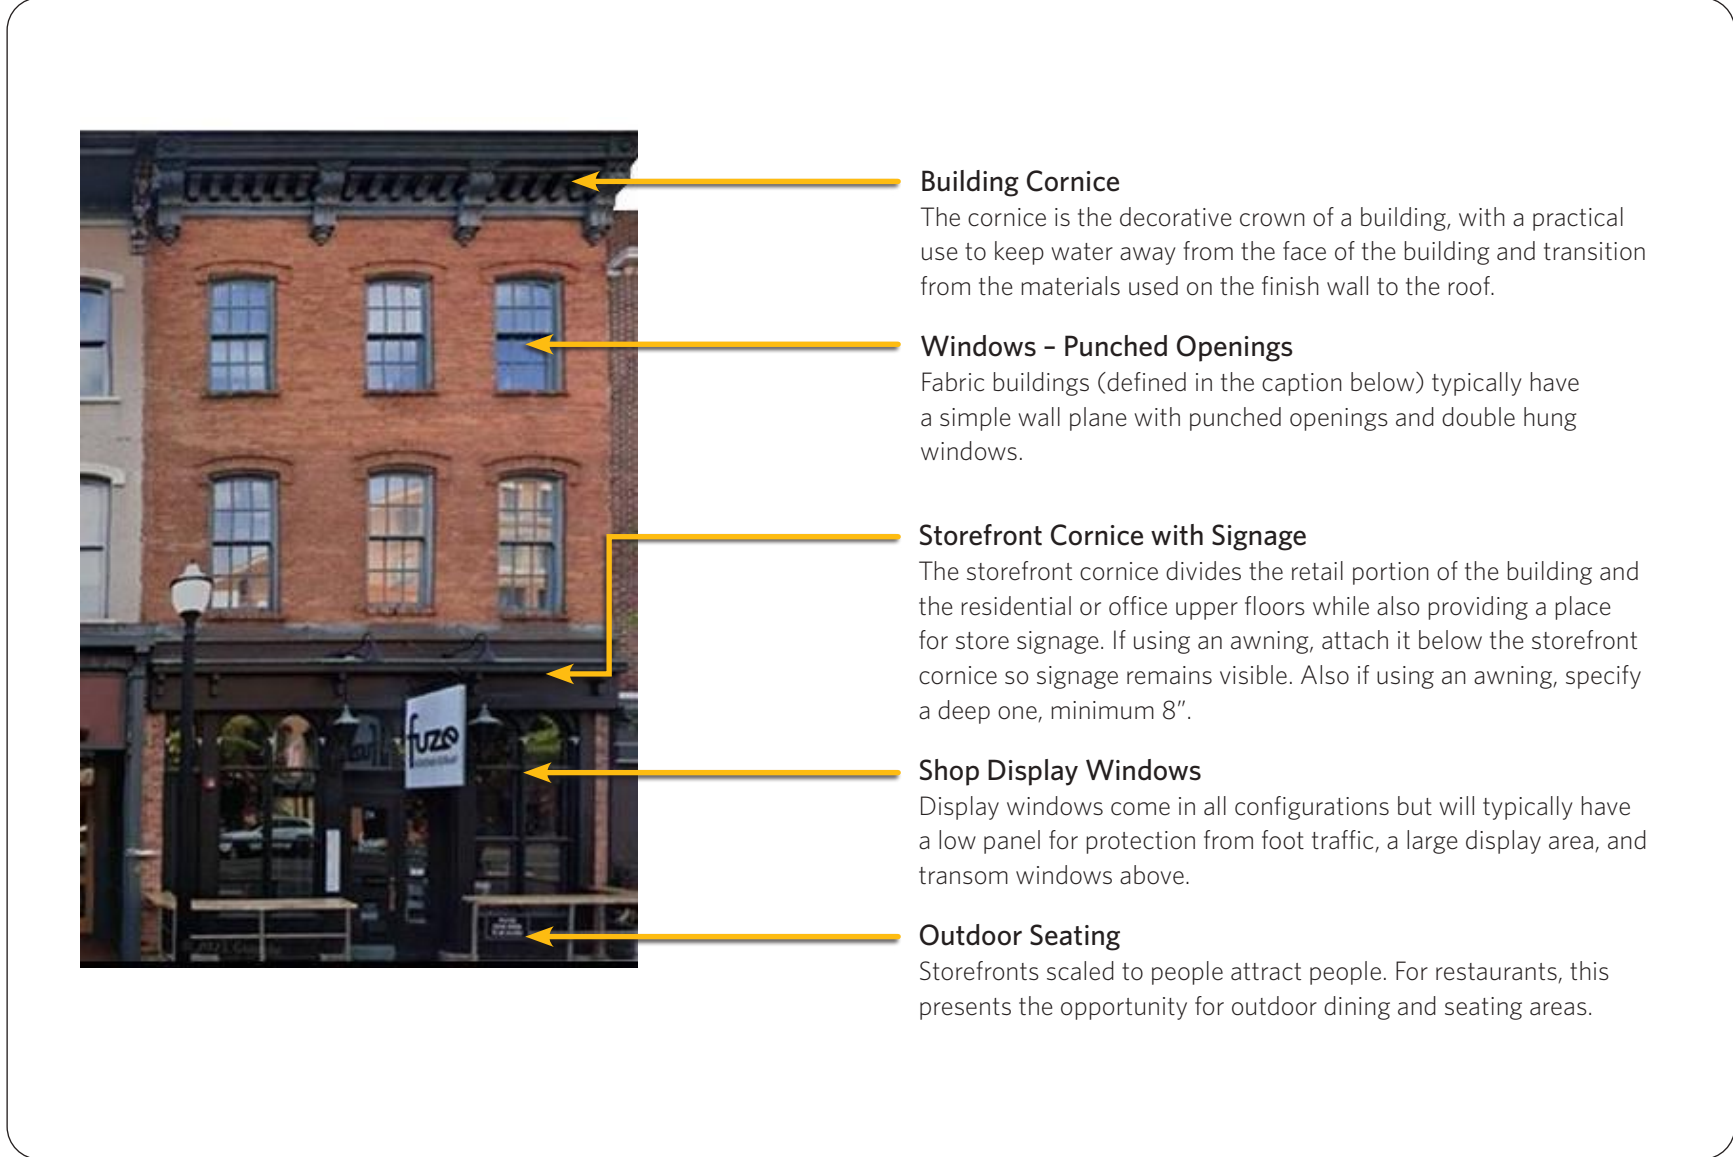 Building Cornice
The cornice is the decorative crown of a building, with a practical
use to keep water away from the face of the building and transition
from the materials used on the finish wall to the roof.
Windows – Punched Openings
Fabric buildings (defined in the caption below) typically have
a simple wall plane with punched openings and double hung
windows.
Storefront Cornice with Signage
The storefront cornice divides the retail portion of the building and
the residential or office upper floors while also providing a place
for store signage. If using an awning, attach it below the storefront
cornice so signage remains visible. Also if using an awning, specify
a deep one, minimum 8”.
fuze
Shop Display Windows
Display windows come in all configurations but will typically have
a low panel for protection from foot traffic, a large display area, and
transom windows above.
Outdoor Seating
Storefronts scaled to people attract people. For restaurants, this
presents the opportunity for outdoor dining and seating areas.